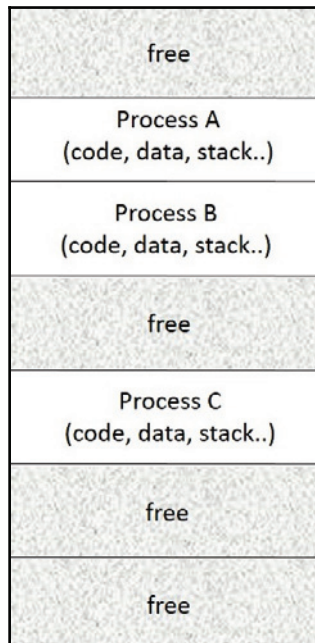 free
Process A
(code, data, stack..)
Process B
(code, data, stack..)
free
Process C
(code, data, stack..)
free
free